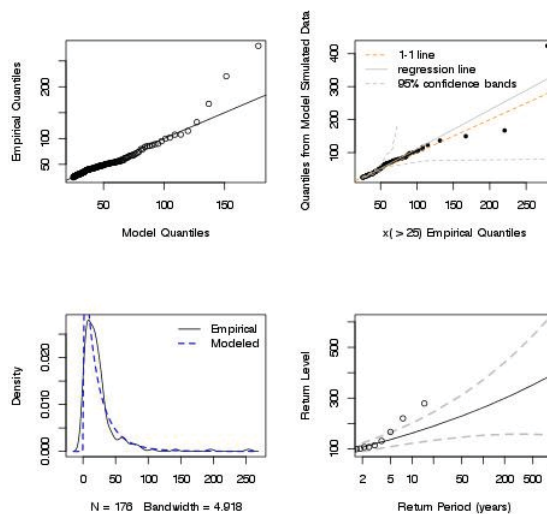 Empirical Quantiles
200
100
50
50
100
150
Model Quantiles
Quantiles from Model Simulated Data
400
300
200
100
1-1 line
regression line
95% confidence bands
50
100
150
200
250
x( > 25) Empirical Quantiles
Density
0.020
0.010
0.000
Empirical
Modeled
0
50
100
150
200
250
N = 176 Bandwidth = 4.918
Return Level
500
300
100
2
5
10
50
100
500
Return Period (years)